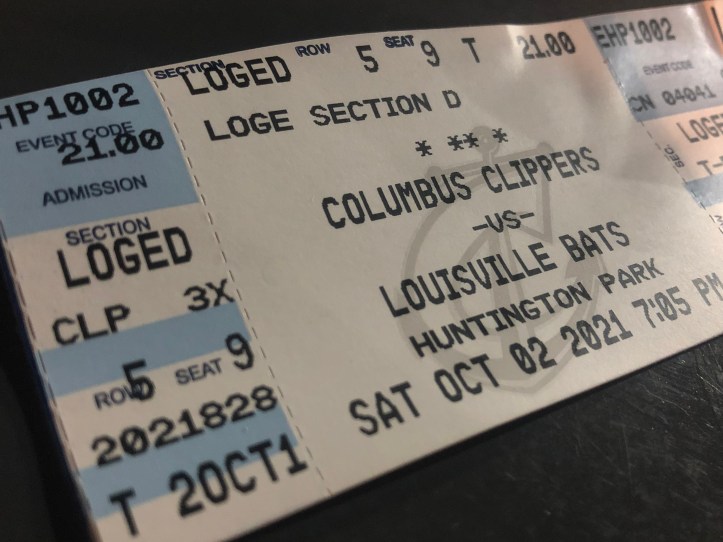 EHP1002
EVENT CODE
21.00
ADMISSION
SECTION
LOGED
CLP 3X
ROW 5 SEAT 9
2021828
T 2OCT1
SECTION LOGED ROW 5 SEAT 9 T 21.00
LOGE SECTION D
* ** *
COLUMBUS CLIPPERS
-VS-
LOUISVILLE BATS
HUNTINGTON PARK
SAT OCT 02 2021 7:05 PM
EHP1002
EVENT CODE
CN 04041
SEC
LOGE